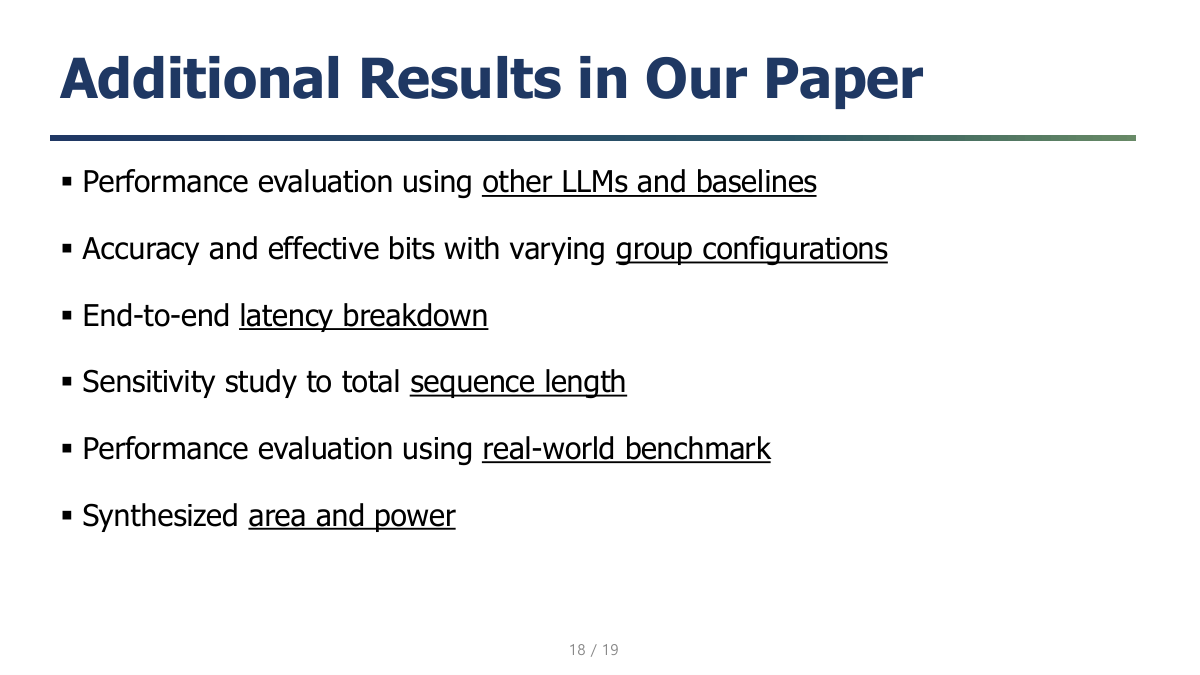 Additional Results in Our Paper
▪ Performance evaluation using other LLMs and baselines
▪ Accuracy and effective bits with varying group configurations
▪ End-to-end latency breakdown
▪ Sensitivity study to total sequence length
▪ Performance evaluation using real-world benchmark
▪ Synthesized area and power
18 / 19